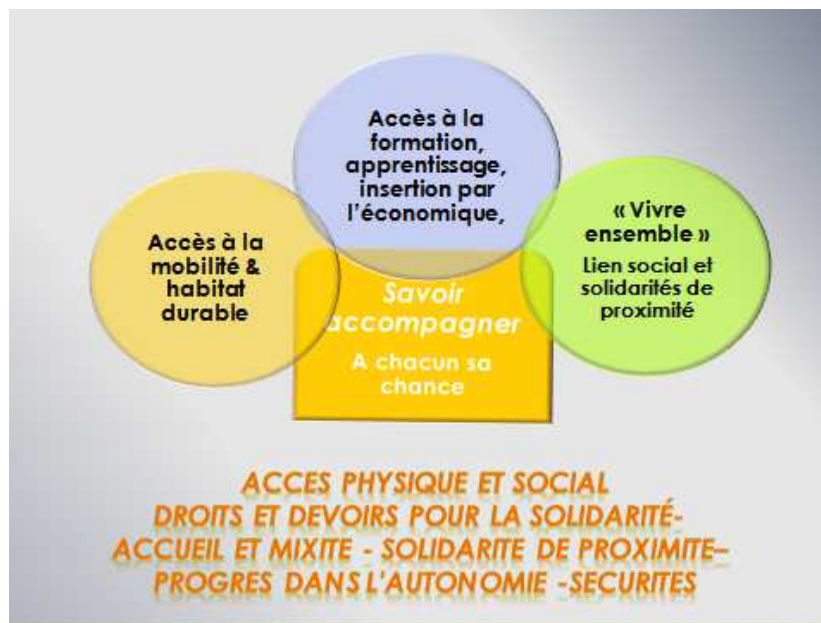 Accès à la
formation,
apprentissage,
insertion par
l'économique,
Accès à la
mobilité &
habitat
durable
« Vivre
ensemble »
Lien social et
solidarités de
proximité
Savoir
accompagner
A chacun sa
chance
ACCES PHYSIQUE ET SOCIAL
DROITS ET DEVOIRS POUR LA SOLIDARITÉ-
ACCUEIL ET MIXITE - SOLIDARITE DE PROXIMITE–
PROGRES DANS L'AUTONOMIE -SECURITES